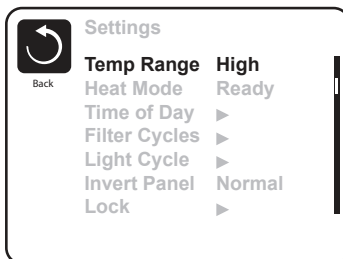 Settings
Back
Temp Range High
Heat Mode Ready
Time of Day ▶
Filter Cycles ▶
Light Cycle ▶
Invert Panel Normal
Lock ▶